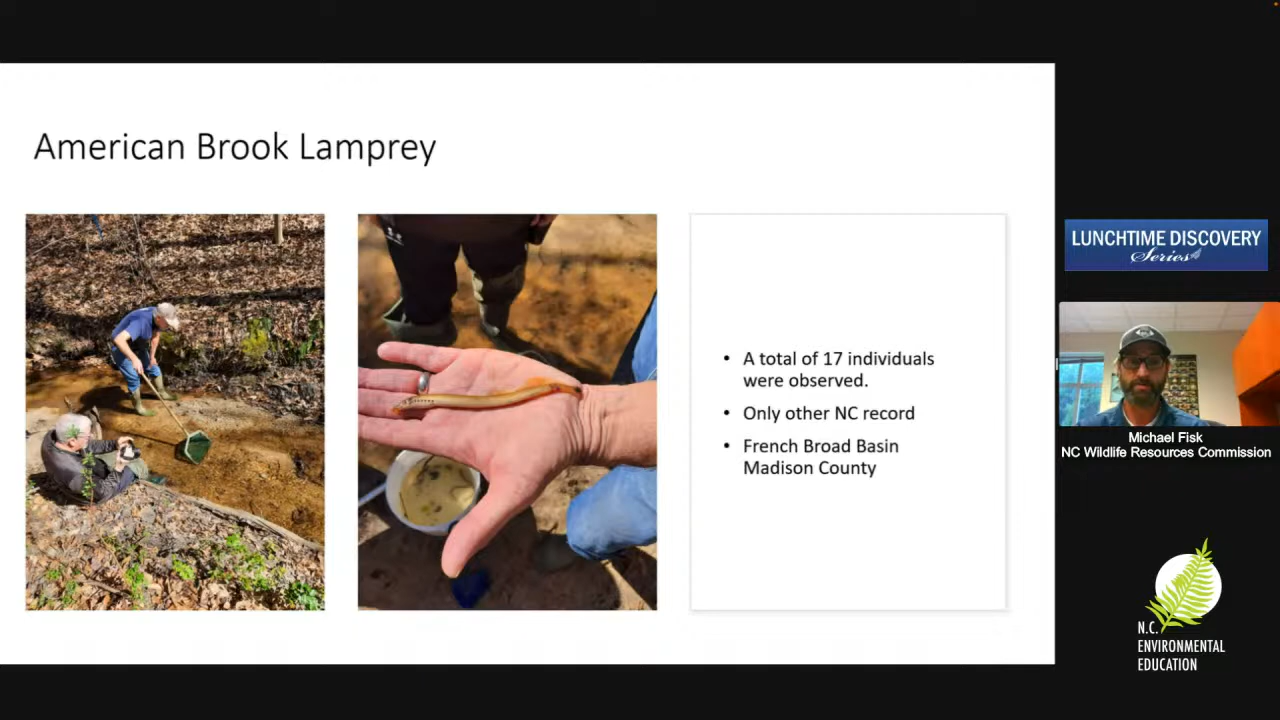 American Brook Lamprey
• A total of 17 individuals
were observed.
• Only other NC record
• French Broad Basin
Madison County
LUNCHTIME DISCOVERY
Series
Michael Fisk
NC Wildlife Resources Commission
N.C.
ENVIRONMENTAL
EDUCATION